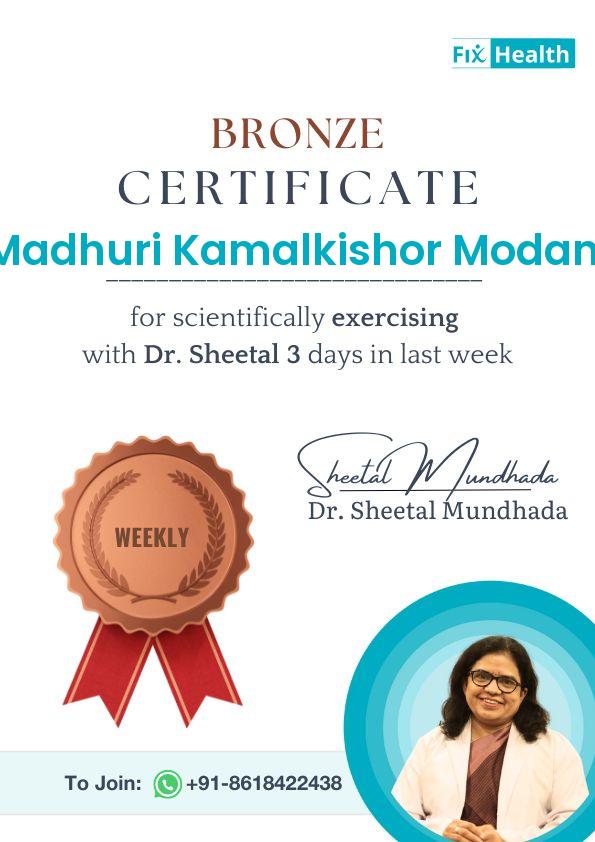 Fix Health
BRONZE
CERTIFICATE
Madhuri Kamalkishor Modan
for scientifically exercising
with Dr. Sheetal 3 days in last week
Sheetal Mundhada
Dr. Sheetal Mundhada
WEEKLY
To Join: +91-8618422438